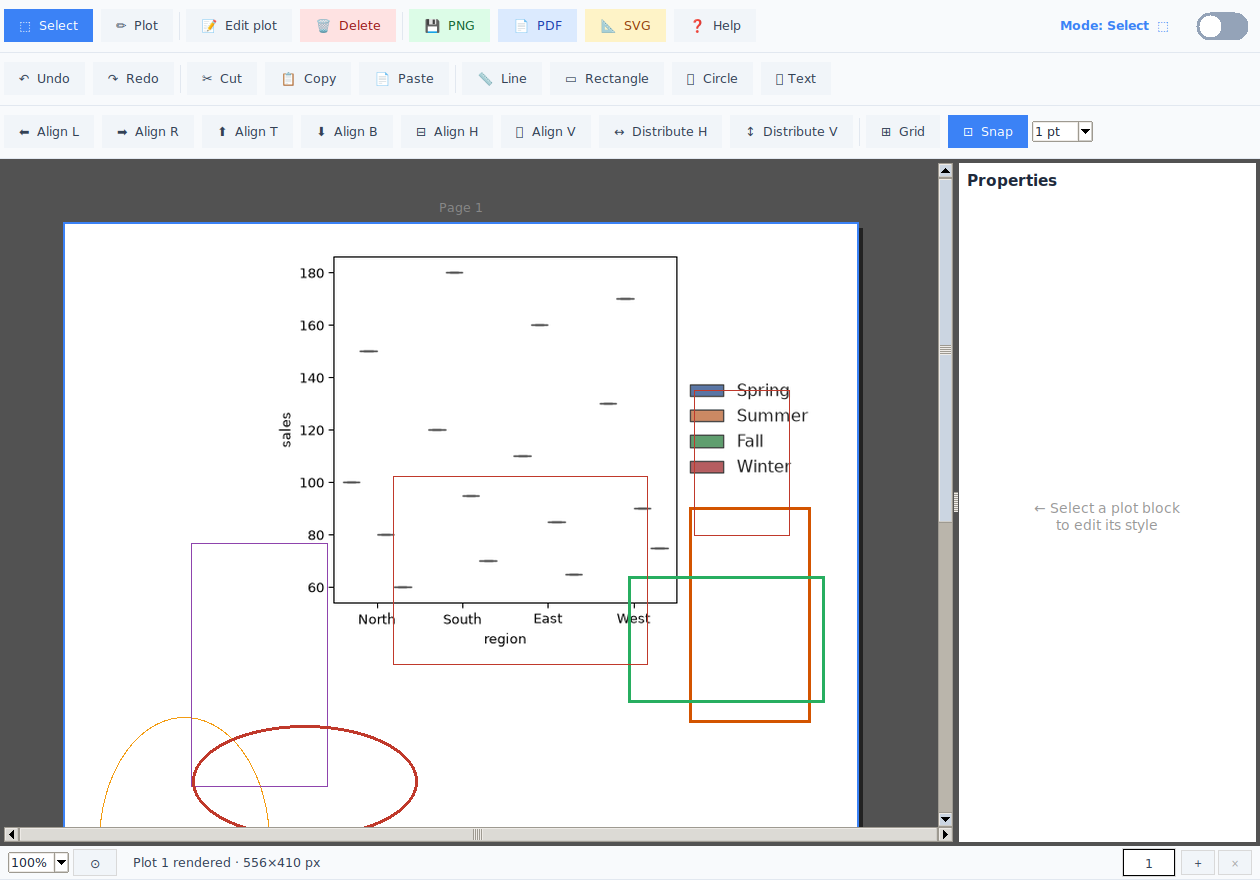 Select Plot Edit plot Delete PNG PDF SVG Help Mode: Select
Undo Redo Cut Copy Paste Line Rectangle Circle Text
Align L Align R Align T Align B Align H Align V Distribute H Distribute V Grid Snap 1 pt
Properties
Page 1
180
160
140
120
100
80
60
sales
North South East West
region
Spring
Summer
Fall
Winter
← Select a plot block
to edit its style
100% Plot 1 rendered · 556×410 px 1 + ×